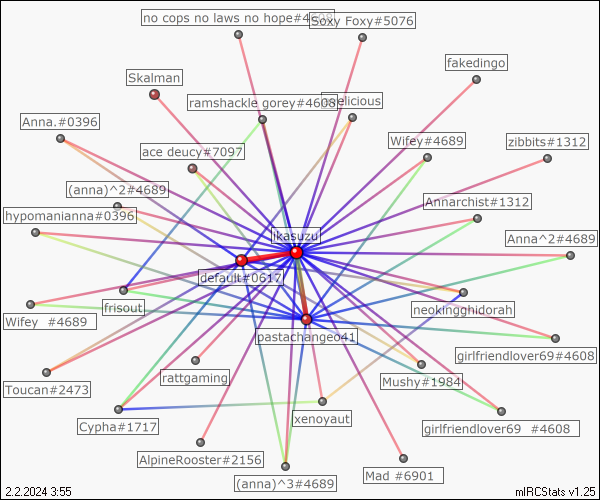 no cops no laws no hope#4608
Soxy Foxy#5076
fakedingo
Skalman
ramshackle gorey#4608
Anna.#0396
Wifey#4689
zibbits#1312
ace deucy#7097
(anna)^2#4689
Annarchist#1312
hypomanianna#0396
ikasuzu
Anna^2#4689
default#0617
frisout
neokingghidorah
Wifey #4689
pastachangeo41
girlfriendlover69#4608
rattgaming
Mushy#1984
Toucan#2473
xenoyaut
Cypha#1717
girlfriendlover69 #4608
AlpineRooster#2156
Mad #6901
(anna)^3#4689
2.2.2024 3:55
mIRCStats v1.25